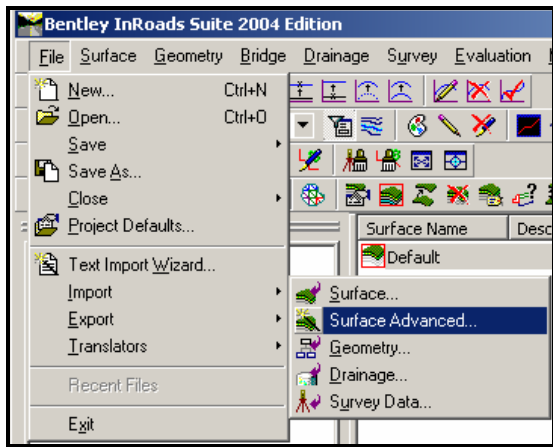 Bentley InRoads Suite 2004 Edition
File Surface Geometry Bridge Drainage Survey Evaluation
New... Ctrl+N
Open... Ctrl+O
Save
Save As...
Close
Project Defaults...
Text Import Wizard...
Import
Export
Translators
Recent Files
Exit
Surface Name Desc
Default
Surface...
Surface Advanced...
Geometry...
Drainage...
Survey Data...